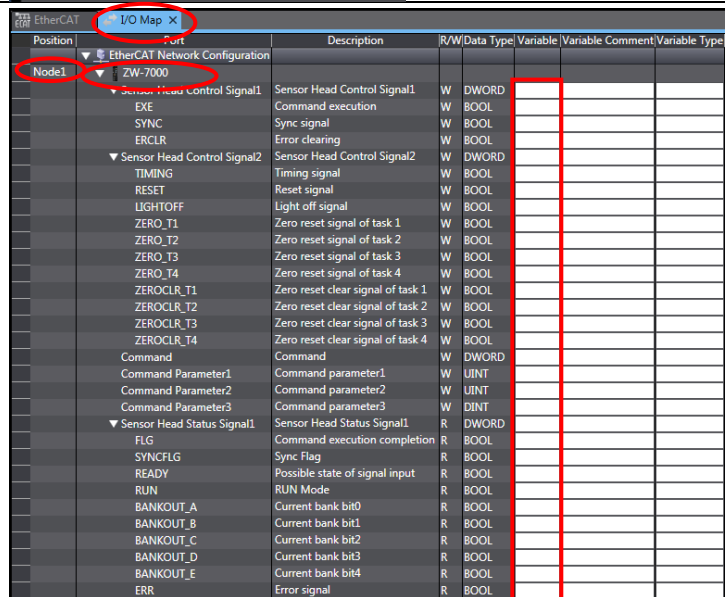 EtherCAT I/O Map X
Position Port Description R/W Data Type Variable Variable Comment Variable Type
▼ EtherCAT Network Configuration
Node1 ▼ ZW-7000
▼ Sensor Head Control Signal1 Sensor Head Control Signal1 W DWORD
EXE Command execution W BOOL
SYNC Sync signal W BOOL
ERCLR Error clearing W BOOL
▼ Sensor Head Control Signal2 Sensor Head Control Signal2 W DWORD
TIMING Timing signal W BOOL
RESET Reset signal W BOOL
LIGHTOFF Light off signal W BOOL
ZERO_T1 Zero reset signal of task 1 W BOOL
ZERO_T2 Zero reset signal of task 2 W BOOL
ZERO_T3 Zero reset signal of task 3 W BOOL
ZERO_T4 Zero reset signal of task 4 W BOOL
ZEROCLR_T1 Zero reset clear signal of task 1 W BOOL
ZEROCLR_T2 Zero reset clear signal of task 2 W BOOL
ZEROCLR_T3 Zero reset clear signal of task 3 W BOOL
ZEROCLR_T4 Zero reset clear signal of task 4 W BOOL
Command Command W DWORD
Command Parameter1 Command parameter1 W UINT
Command Parameter2 Command parameter2 W UINT
Command Parameter3 Command parameter3 W DINT
▼ Sensor Head Status Signal1 Sensor Head Status Signal1 R DWORD
FLG Command execution completion R BOOL
SYNCFLG Sync Flag R BOOL
READY Possible state of signal input R BOOL
RUN RUN Mode R BOOL
BANKOUT_A Current bank bit0 R BOOL
BANKOUT_B Current bank bit1 R BOOL
BANKOUT_C Current bank bit2 R BOOL
BANKOUT_D Current bank bit3 R BOOL
BANKOUT_E Current bank bit4 R BOOL
ERR Error signal R BOOL